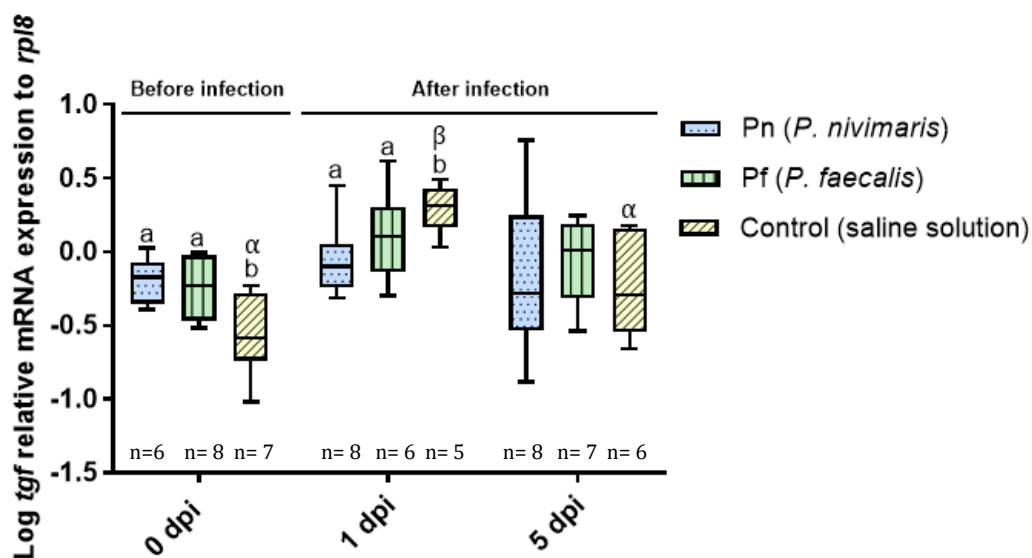 Log tgf relative mRNA expression to rpl8
Before infection
After infection
1.0
0.5
0.0
-0.5
-1.0
-1.5
a
a
α
b
a
a
β
b
α
n=6
n= 8
n= 7
n= 8
n= 6
n= 5
n= 8
n= 7
n= 6
0 dpi
1 dpi
5 dpi
Pn (P. nivimaris)
Pf (P. faecalis)
Control (saline solution)